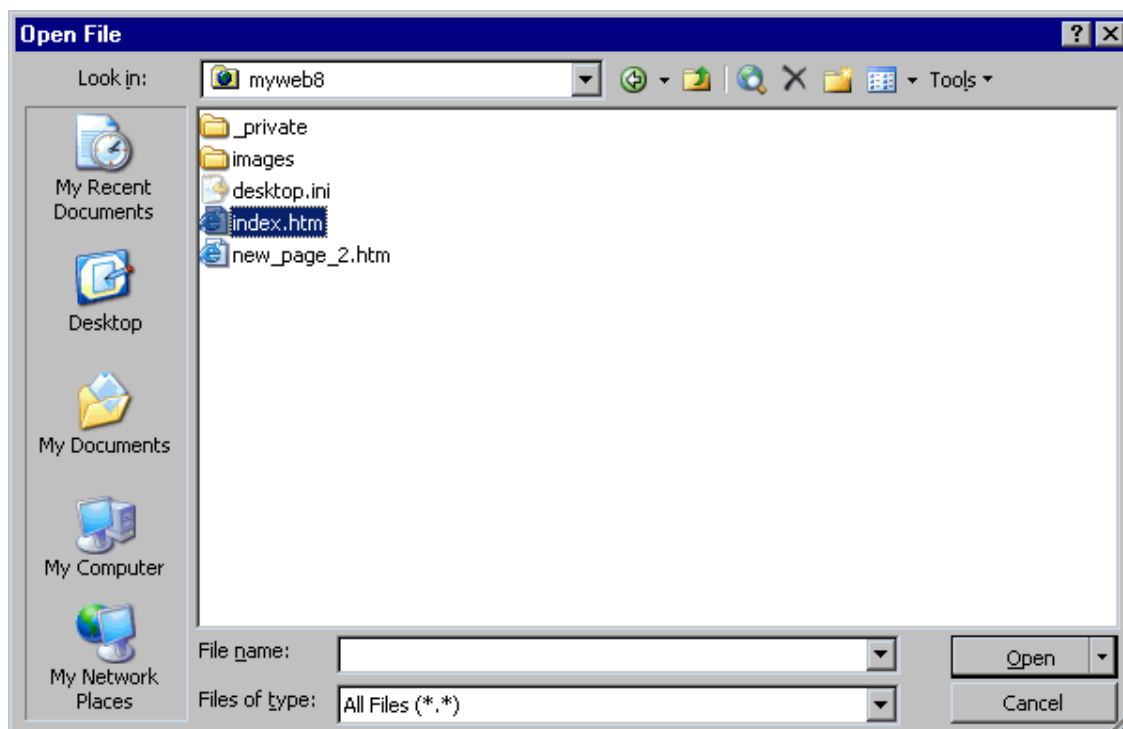 Open File
Look in:
myweb8
Tools
My Recent
Documents
Desktop
My Documents
My Computer
My Network
Places
_private
images
desktop.ini
index.htm
new_page_2.htm
File name:
Open
Files of type:
All Files (*.*)
Cancel